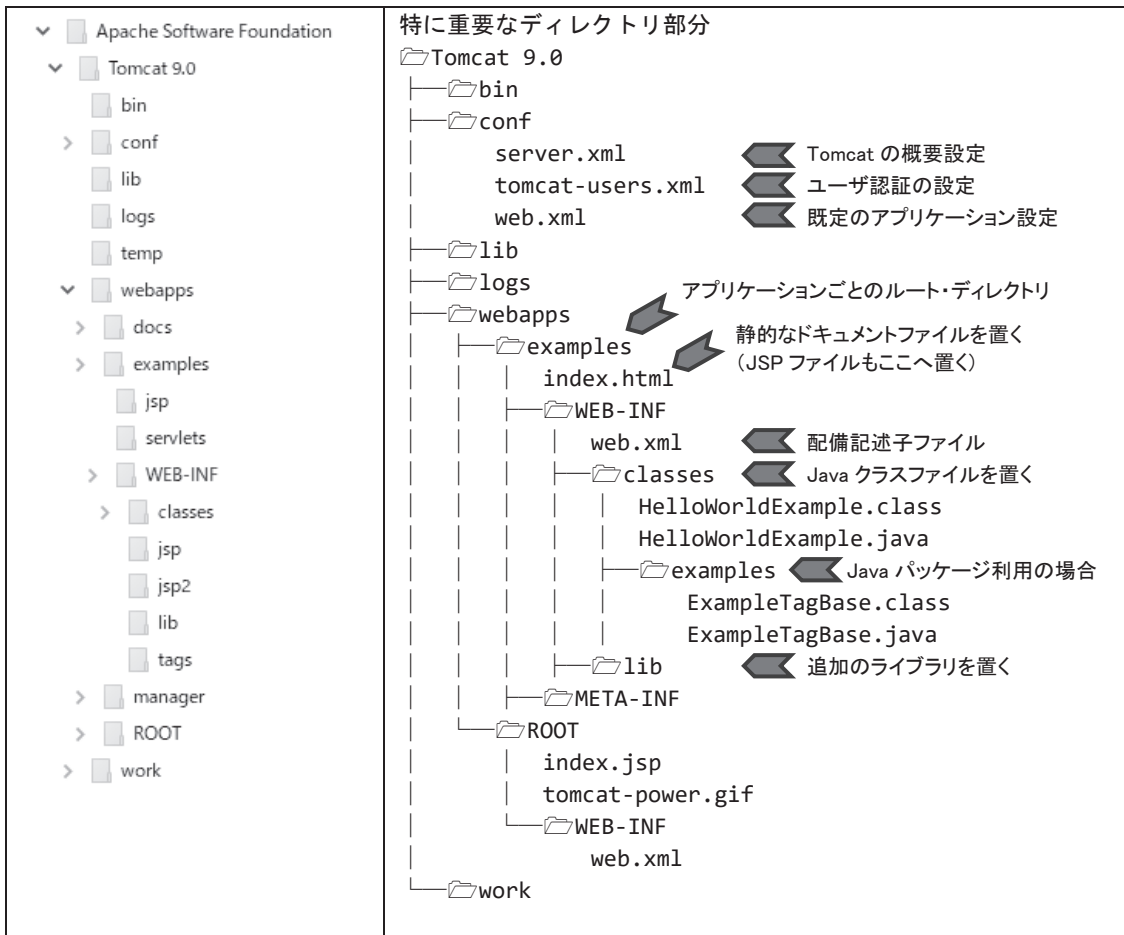 Apache Software Foundation
Tomcat 9.0
bin
conf
lib
logs
temp
webapps
docs
examples
jsp
servlets
WEB-INF
classes
jsp
jsp2
lib
tags
manager
ROOT
work
特に重要なディレクトリ部分
Tomcat 9.0
bin
conf
server.xml Tomcat の概要設定
tomcat-users.xml ユーザ認証の設定
web.xml 既定のアプリケーション設定
lib
logs
アプリケーションごとのルート・ディレクトリ
webapps
静的なドキュメントファイルを置く
examples
(JSP ファイルもここへ置く)
index.html
WEB-INF
web.xml 配備記述子ファイル
classes Java クラスファイルを置く
HelloWorldExample.class
HelloWorldExample.java
examples Java パッケージ利用の場合
ExampleTagBase.class
ExampleTagBase.java
lib 追加のライブラリを置く
META-INF
ROOT
index.jsp
tomcat-power.gif
WEB-INF
web.xml
work